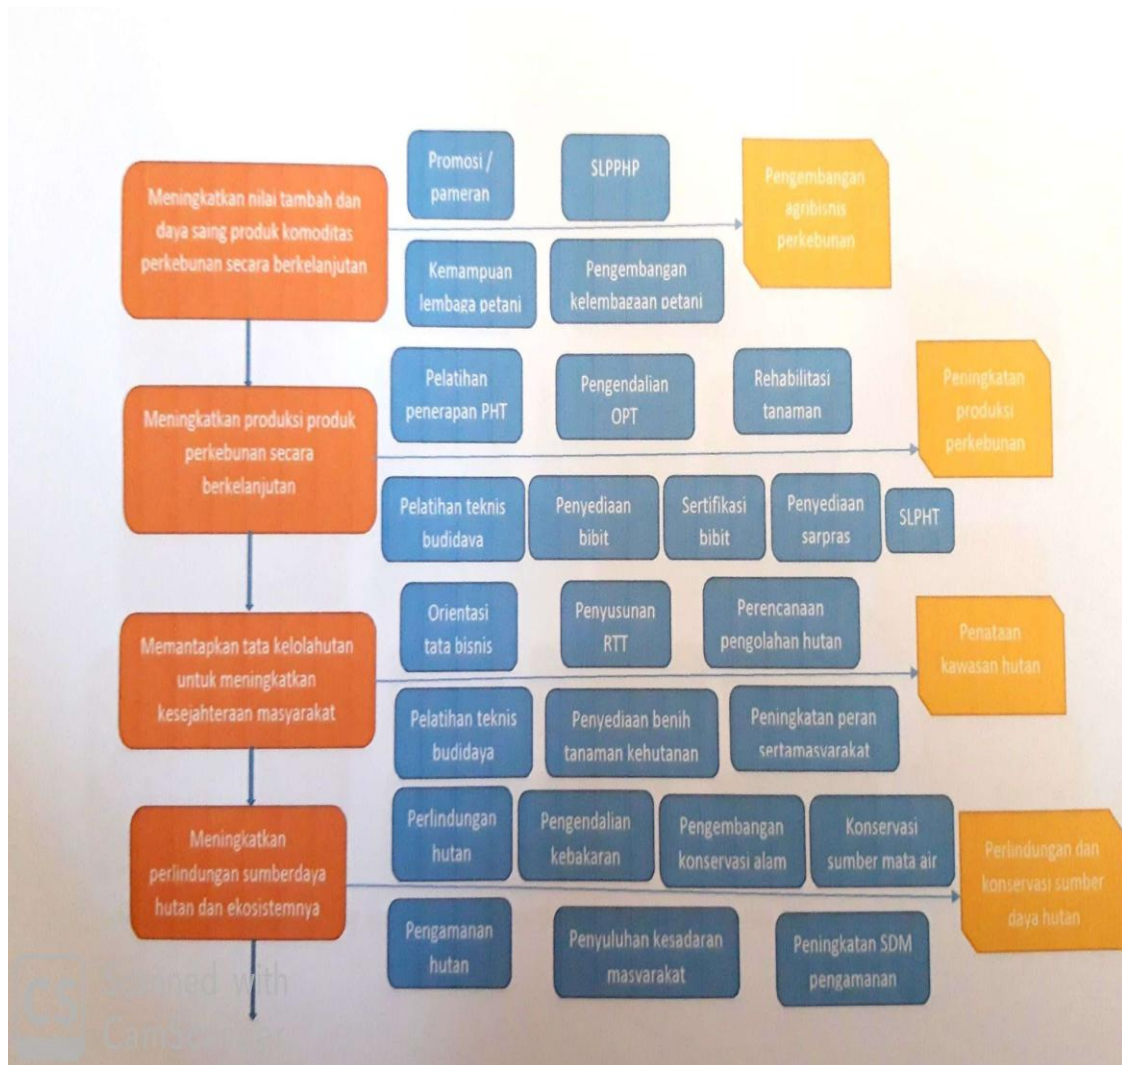 Meningkatkan nilai tambah dan
daya saing produk komoditas
perkebunan secara berkelanjutan
Promosi /
pameran
SLPPHP
Kemampuan
lembaga petani
Pengembangan
kelembagaan petani
Pengembangan
agribisnis
perkebunan
Meningkatkan produksi produk
perkebunan secara
berkelanjutan
Pelatihan
penerapan PHT
Pengendalian
OPT
Rehabilitasi
tanaman
Pelatihan teknis
budidaya
Penyediaan
bibit
Sertifikasi
bibit
Penyediaan
sarpras
SLPHT
Peningkatan
produksi
perkebunan
Memantapkan tata kelolahutan
untuk meningkatkan
kesejahteraan masyarakat
Orientasi
tata bisnis
Penyusunan
RTT
Perencanaan
pengolahan hutan
Pelatihan teknis
budidaya
Penyediaan benih
tanaman kehutanan
Peningkatan peran
sertamasyarakat
Penataan
kawasan hutan
Meningkatkan
perlindungan sumberdaya
hutan dan ekosistemnya
Perlindungan
hutan
Pengendalian
kebakaran
Pengembangan
konservasi alam
Konservasi
sumber mata air
Pengamanan
hutan
Penyuluhan kesadaran
masyarakat
Peningkatan SDM
pengamanan
Perlindungan dan
konservasi sumber
daya hutan
CS
Scanned with
CamScanner